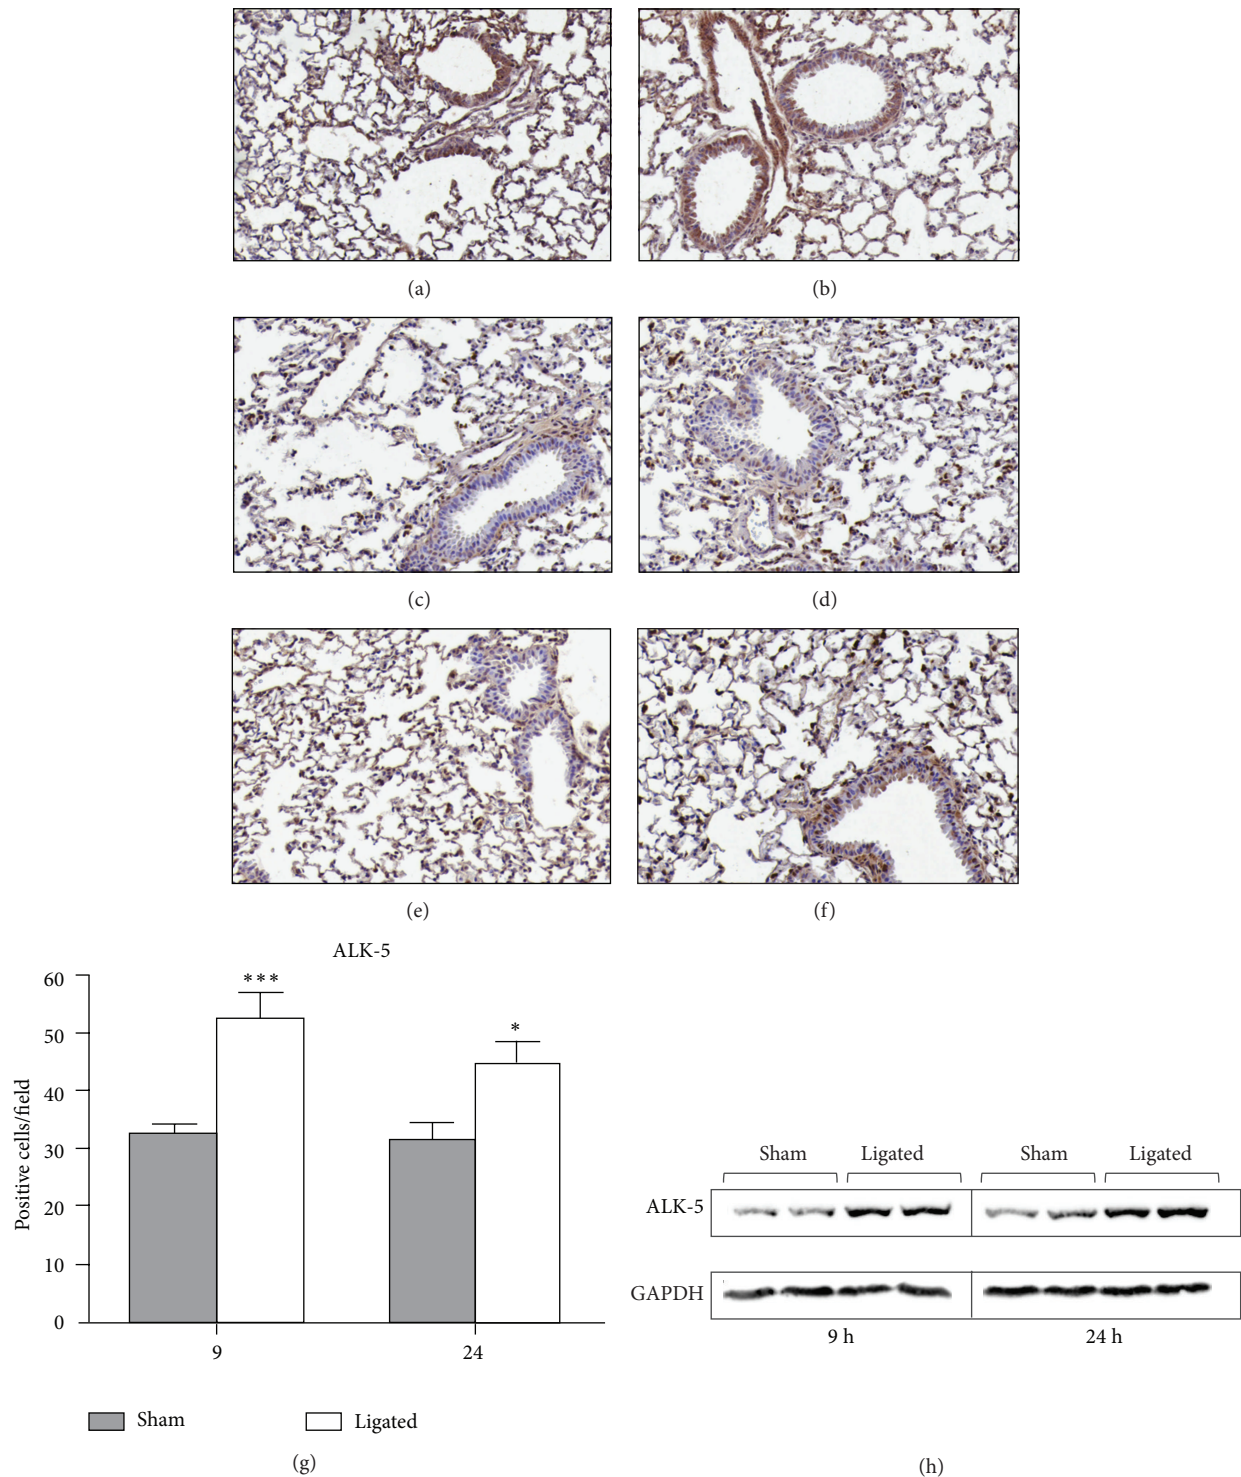 (a)
(b)
(c)
(d)
(e)
(f)
ALK-5
60
50
40
30
20
10
0
Positive cells/field
***
*
9
24
Sham
Ligated
(g)
Sham
Ligated
Sham
Ligated
ALK-5
GAPDH
9 h
24 h
(h)